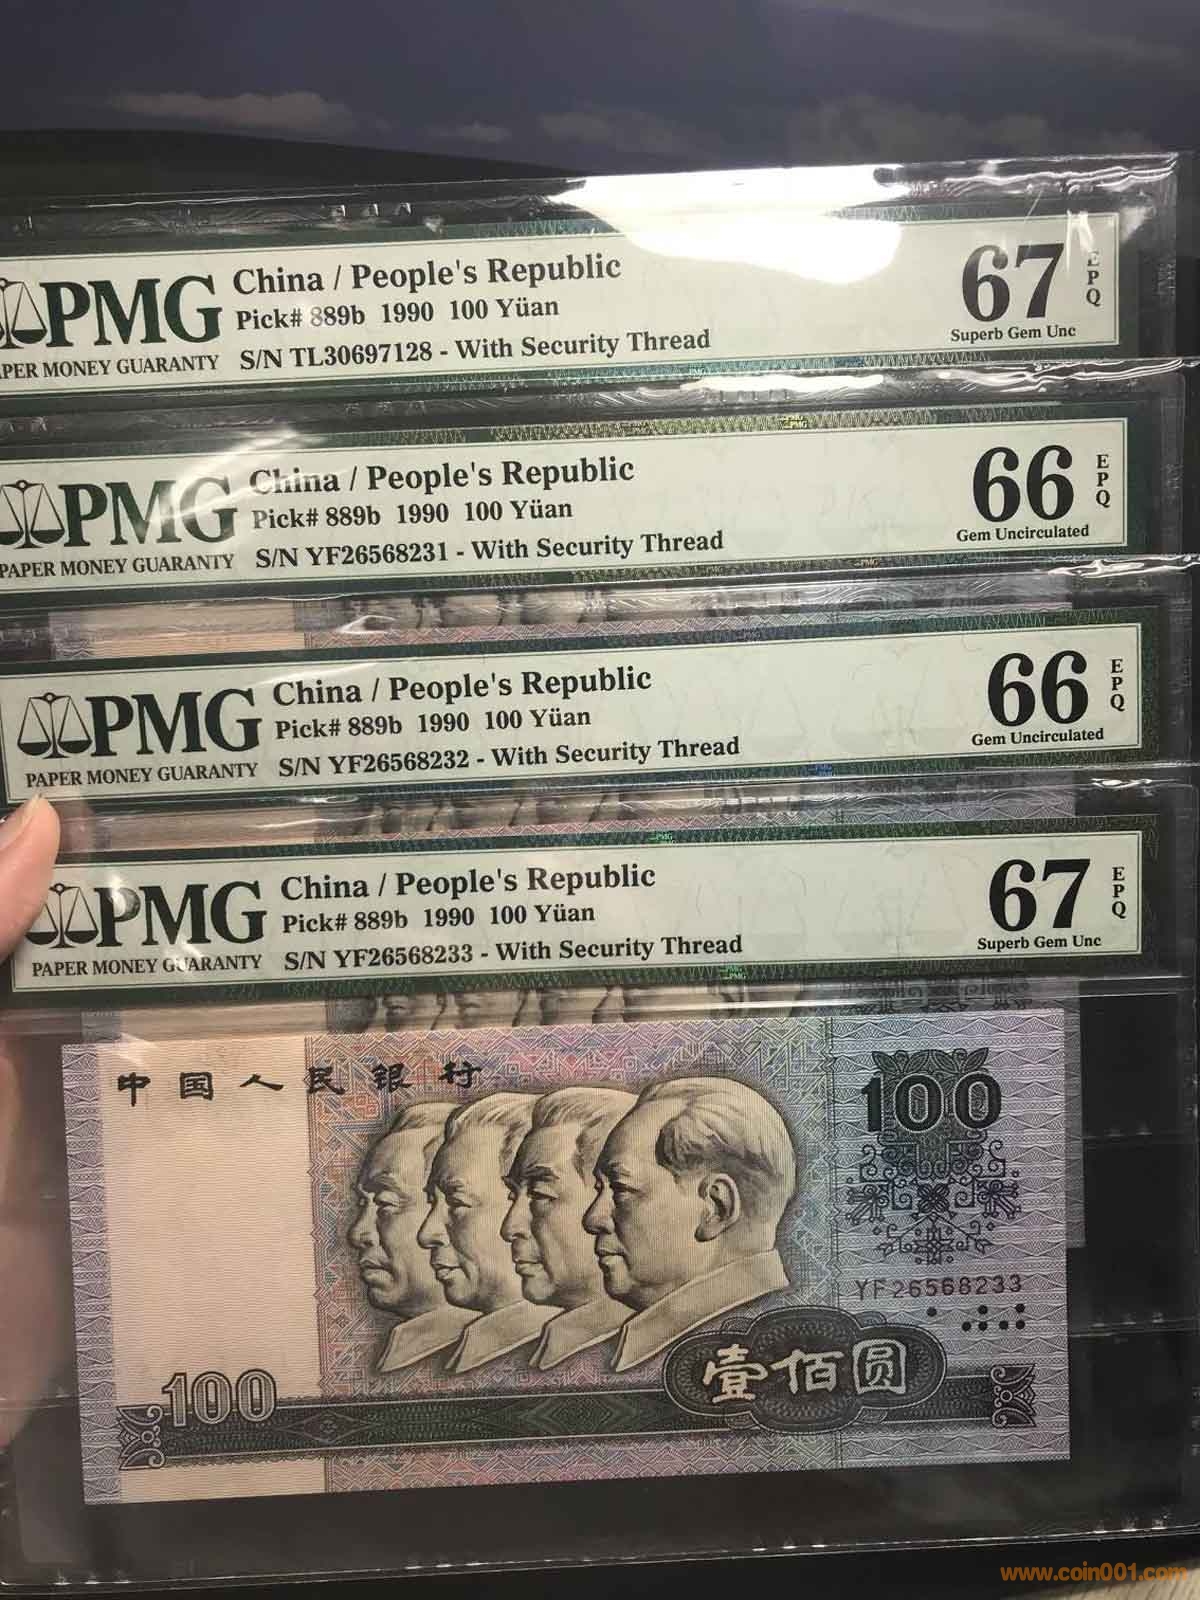 PMG
PAPER MONEY GUARANTY
China / People's Republic
Pick# 889b 1990 100 Yüan
S/N TL30697128 - With Security Thread
67
EPQ
Superb Gem Unc
PMG
PAPER MONEY GUARANTY
China / People's Republic
Pick# 889b 1990 100 Yüan
S/N YF26568231 - With Security Thread
66
EPQ
Gem Uncirculated
PMG
PAPER MONEY GUARANTY
China / People's Republic
Pick# 889b 1990 100 Yüan
S/N YF26568232 - With Security Thread
66
EPQ
Gem Uncirculated
PMG
PAPER MONEY GUARANTY
China / People's Republic
Pick# 889b 1990 100 Yüan
S/N YF26568233 - With Security Thread
67
EPQ
Superb Gem Unc
中国人民银行
100
YF26568233
壹佰圆
100
www.coin001.com